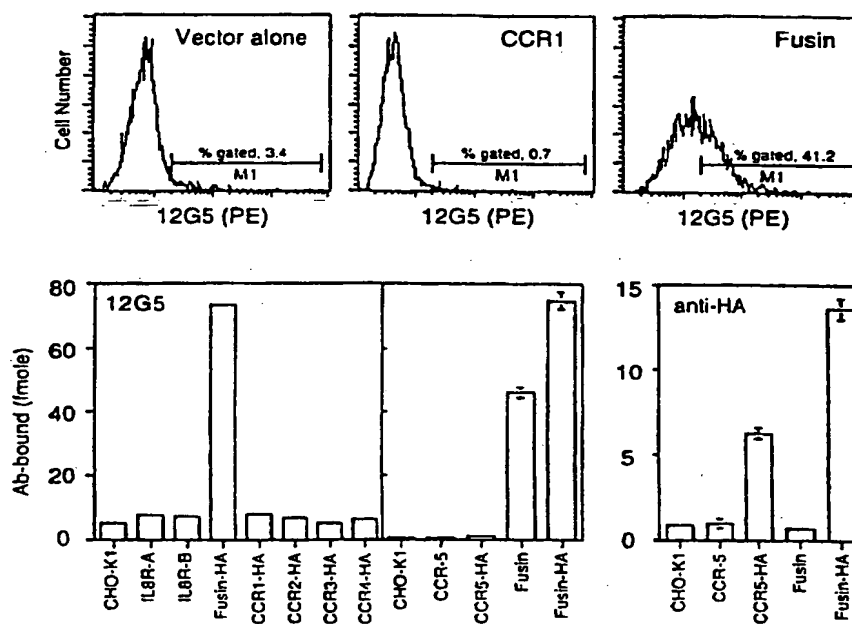 Vector alone
CCR1
Fusin
Cell Number
% gated, 3.4
M1
% gated, 0.7
M1
% gated, 41.2
M1
12G5 (PE)
12G5 (PE)
12G5 (PE)
80
60
40
20
0
Ab-bound (fmole)
12G5
CHO-K1
IL8R-A
IL8R-B
Fusin-HA
CCR1-HA
CCR2-HA
CCR3-HA
CCR4-HA
CHO-K1
CCR-5
CCR5-HA
Fusin
Fusin-HA
15
10
5
0
anti-HA
CHO-K1
CCR-5
CCR5-HA
Fusin
Fusin-HA